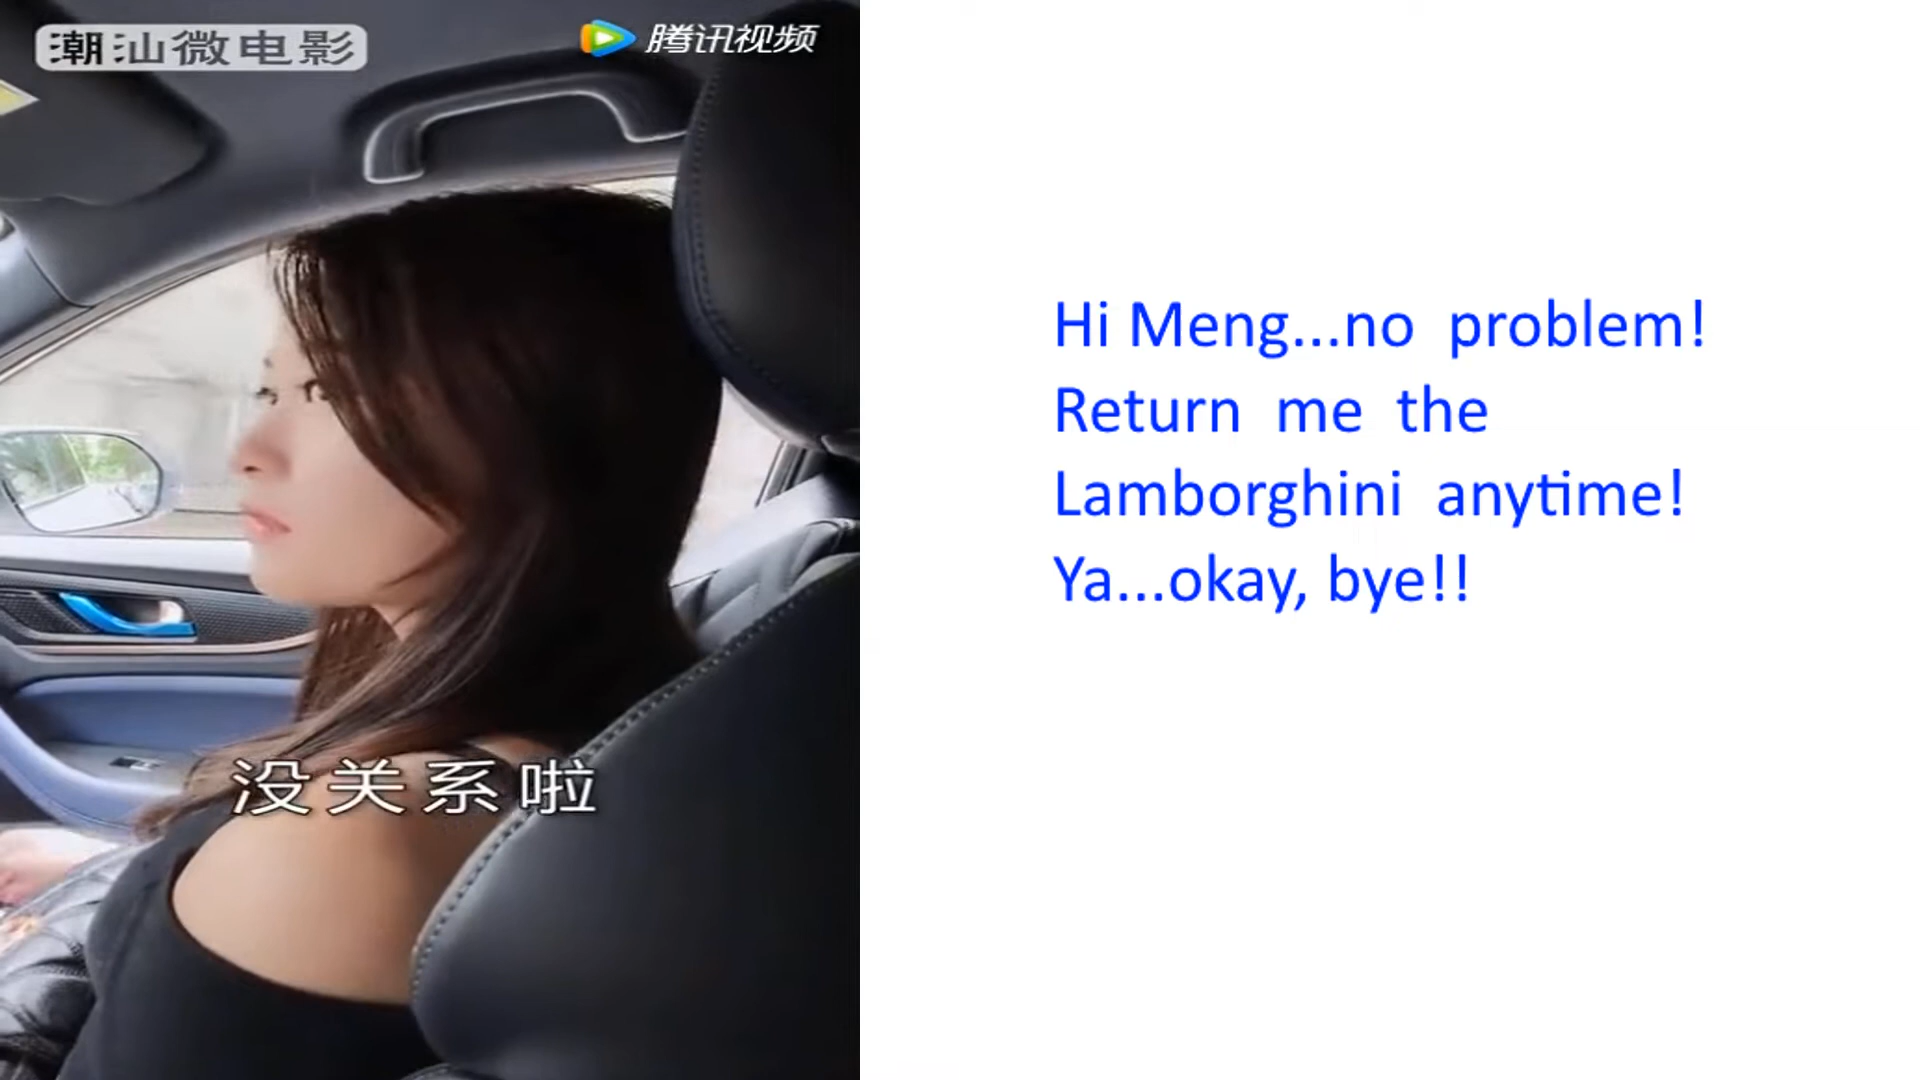 潮汕微电影
腾讯视频
Hi Meng...no problem!
Return me the
Lamborghini anytime!
Ya...okay, bye!!
没关系啦